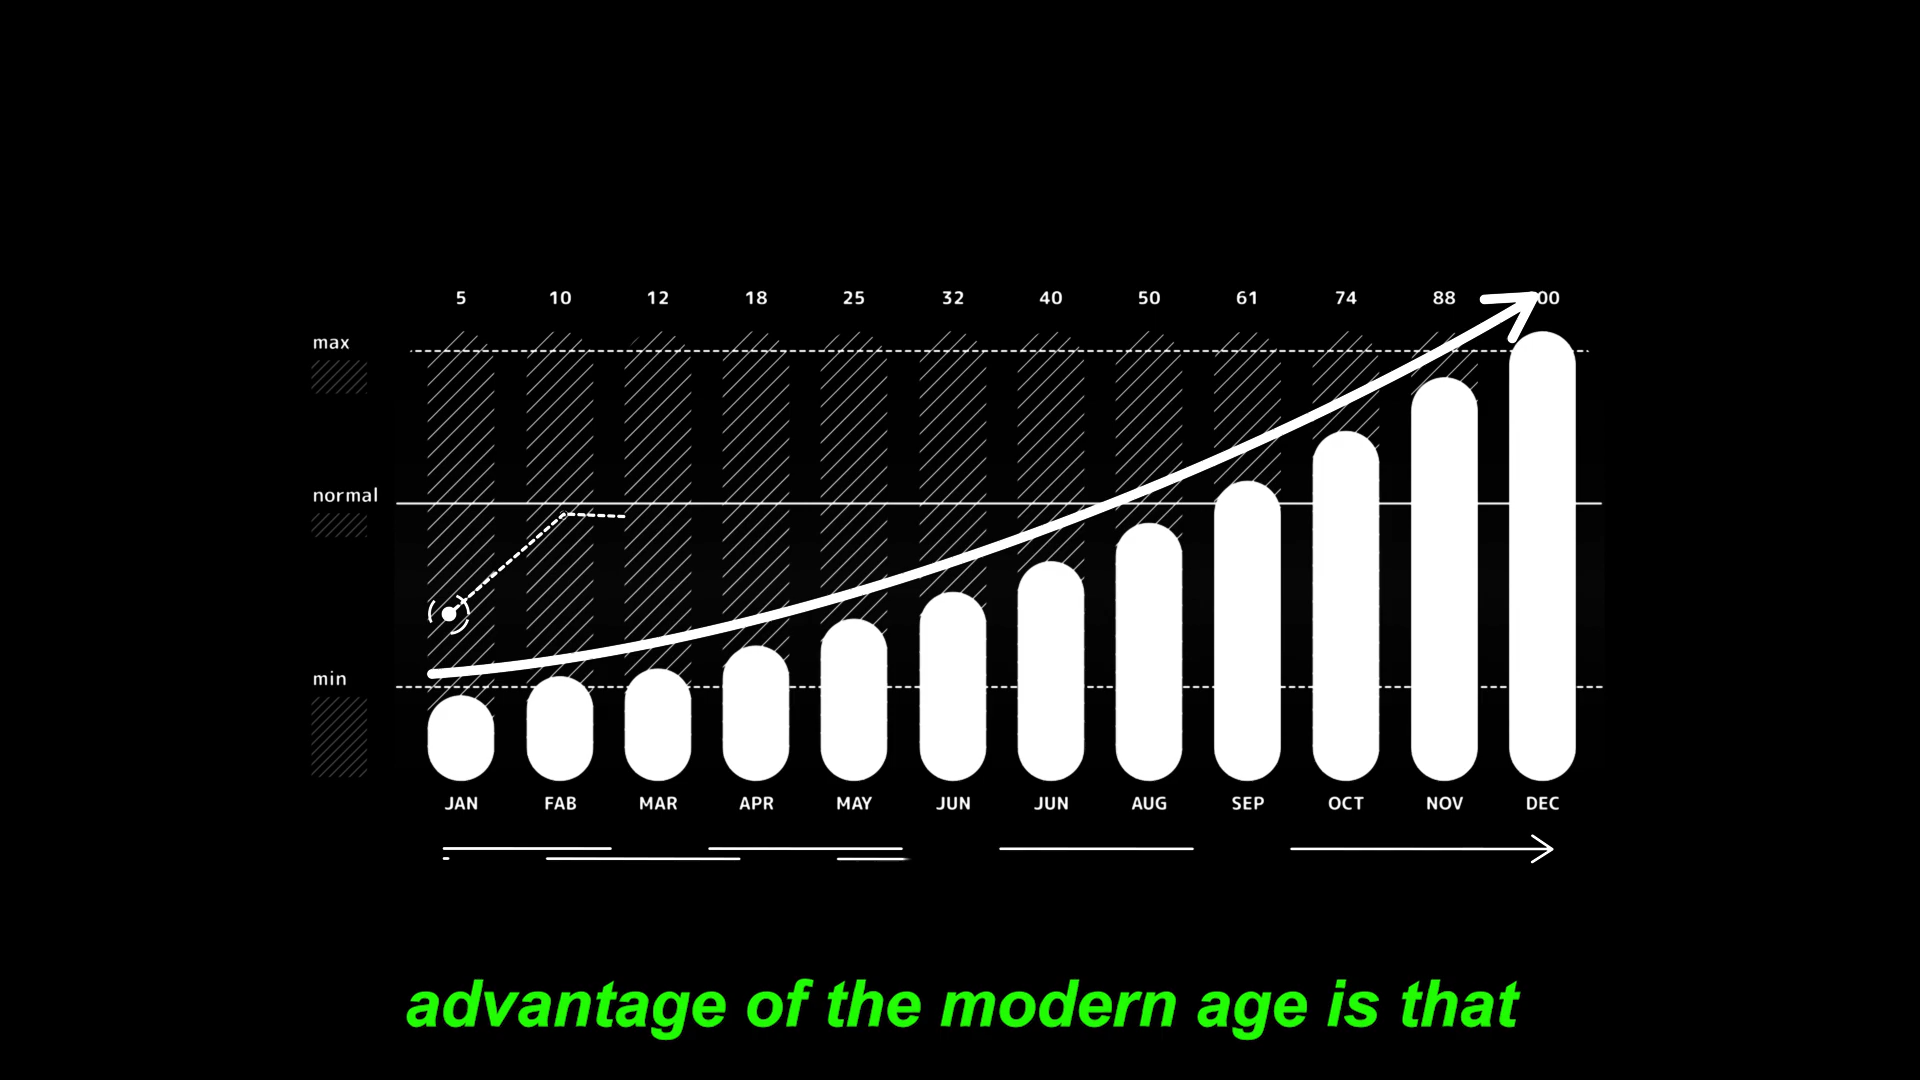 5 10 12 18 25 32 40 50 61 74 88 00
max
normal
min
JAN FAB MAR APR MAY JUN JUN AUG SEP OCT NOV DEC
advantage of the modern age is that